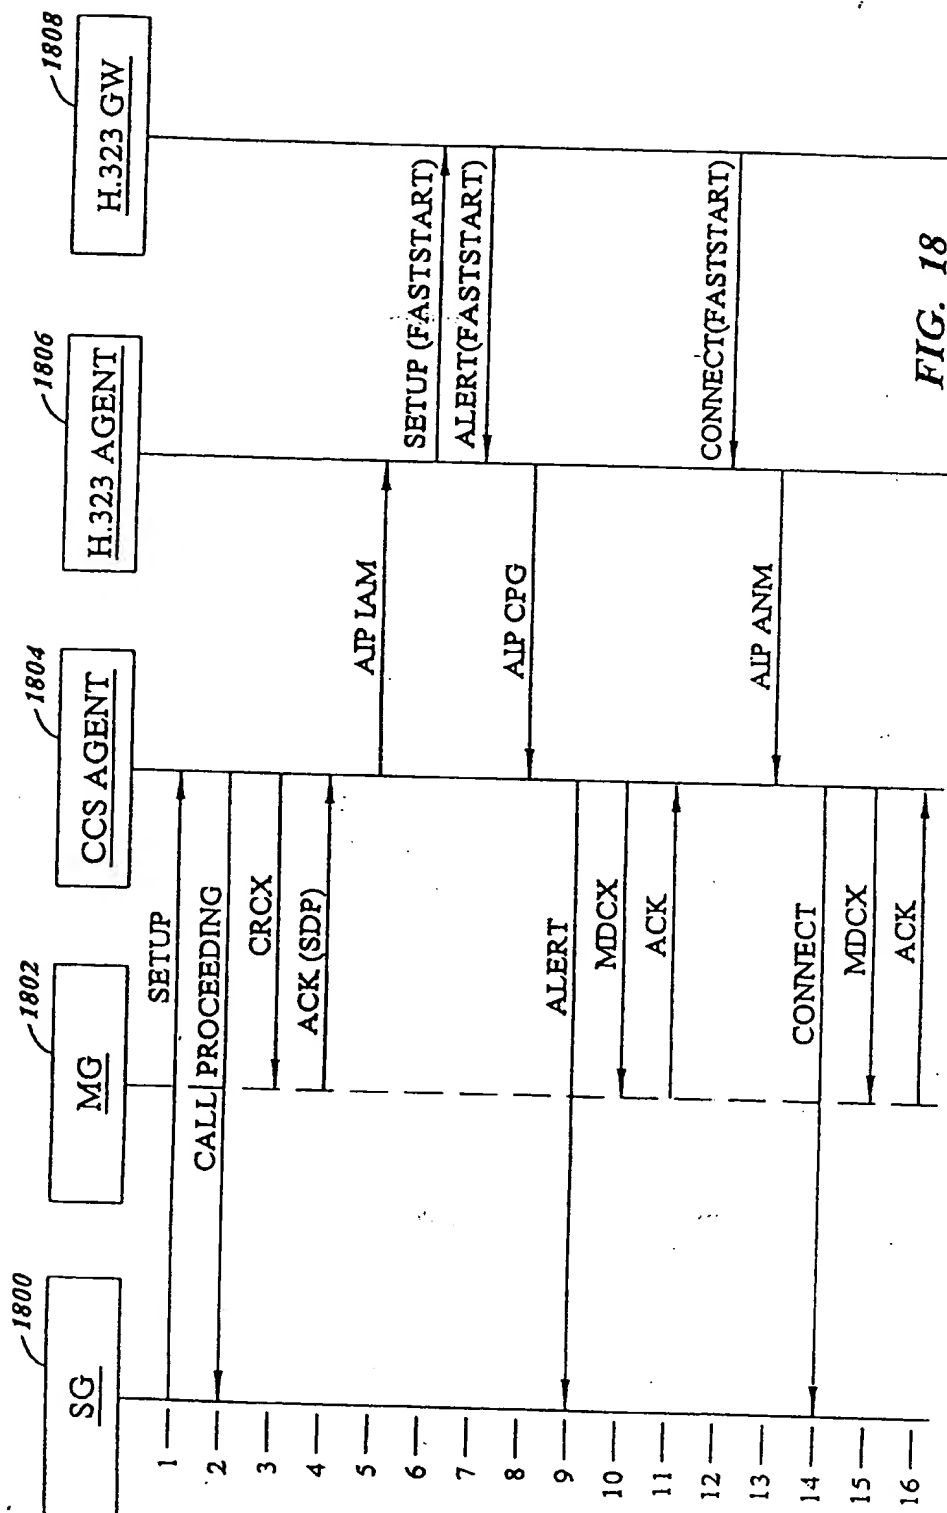 1800
SG
1802
MG
1804
CCS AGENT
1806
H.323 AGENT
1808
H.323 GW
1
SETUP
2
CALL PROCEEDING
3
CRCX
4
ACK (SDP)
5
AIP IAM
6
SETUP (FASTSTART)
7
ALERT(FASTSTART)
8
AIP CPG
9
ALERT
10
MDCX
11
ACK
12
CONNECT(FASTSTART)
13
AIP ANM
14
CONNECT
15
MDCX
16
ACK
FIG. 18